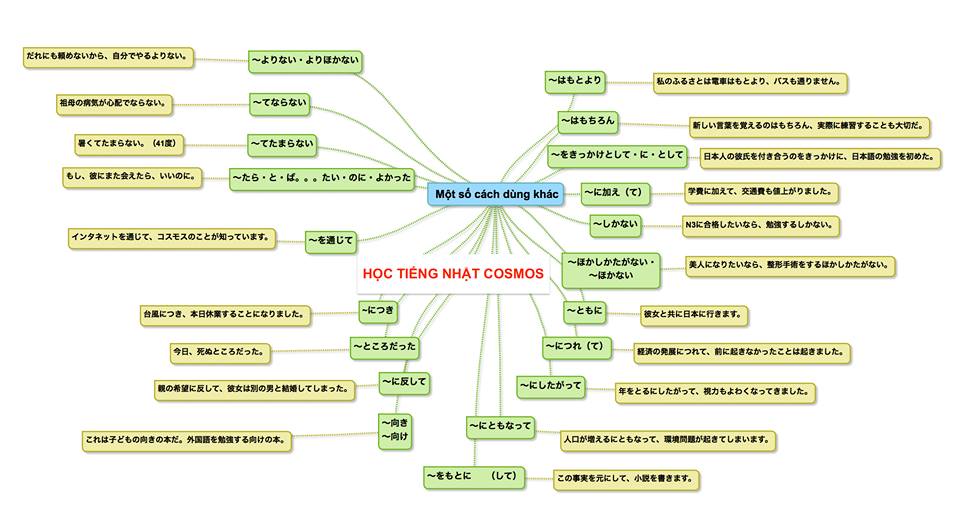 だれにも頼めないから、自分でやるよりない。
～よりない・よりほかない
祖母の病気が心配でならない。
～てならない
暑くてたまらない。（41度）
～てたまらない
もし、彼にまた会えたら、いいのに。
～たら・と・ば。。。たい・のに・よかった
インターネットを通じて、コスモスのことが知っています。
～を通じて
Một số cách dùng khác
HỌC TIẾNG NHẬT COSMOS
～はもとより
私のふるさとは電車はもとより、バスも通りません。
～はもちろん
新しい言葉を覚えるのはもちろん、実際に練習することも大切だ。
～をきっかけとして・に・として
日本人の彼氏を付き合うのをきっかけに、日本語の勉強を初めた。
～に加え（て）
学費に加えて、交通費も値上がりました。
～しかない
N3に合格したいなら、勉強するしかない。
～ほかしかたがない・
～ほかない
美人になりたいなら、整形手術をするほかしかたがない。
～ともに
彼女と共に日本に行きます。
～につれ（て）
経済の発展につれて、前に起きなかったことは起きました。
～にしたがって
年をとるにしたがって、視力もよわくなってきました。
～にともなって
人口が増えるにともなって、環境問題が起きてしまいます。
～をもとに　　（して）
この事実を元にして、小説を書きます。
台風につき、本日休業することになりました。
~につき
今日、死ぬところだった。
～ところだった
親の希望に反して、彼女は別の男と結婚してしまった。
～に反して
これは子どもの向きの本だ。外国語を勉強する向けの本。
～向き
～向け